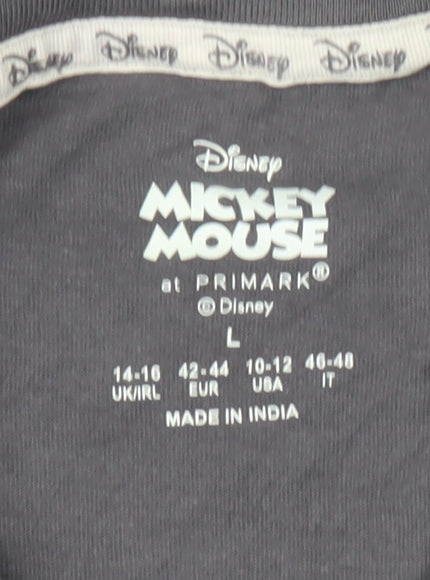 Disney Disney Disney Disney
Disney
MICKEY
MOUSE
at PRIMARK®
© Disney
L
14-16 42-44 10-12 46-48
UK/IRL EUR USA IT
MADE IN INDIA